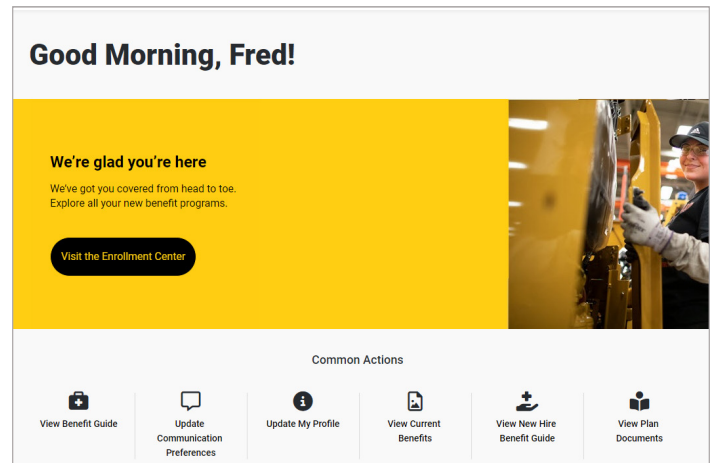 Good Morning, Fred!
We're glad you're here
We've got you covered from head to toe.
Explore all your new benefit programs.
Visit the Enrollment Center
Common Actions
View Benefit Guide
Update
Communication
Preferences
Update My Profile
View Current
Benefits
View New Hire
Benefit Guide
View Plan
Documents